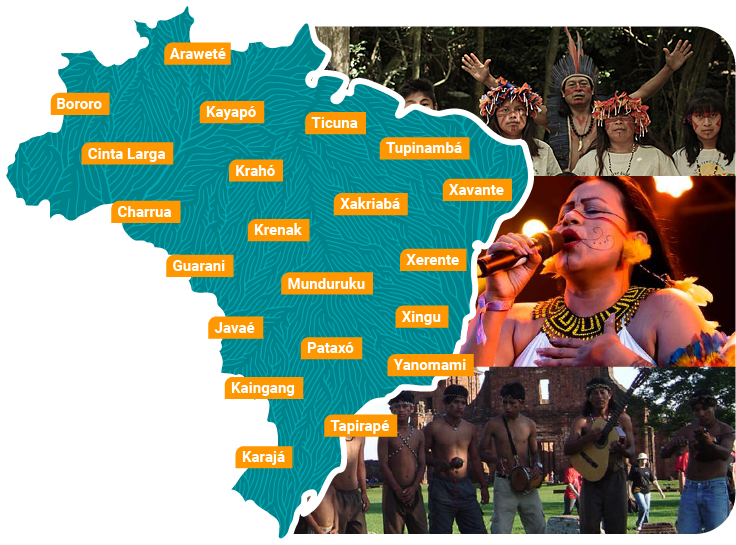 Araweté
Bororo
Kayapó
Ticuna
Tupinambá
Cinta Larga
Krahó
Xavante
Xakriabá
Charrua
Krenak
Xerente
Guarani
Munduruku
Xingu
Javaé
Pataxó
Yanomami
Kaingang
Tapirapé
Karajá